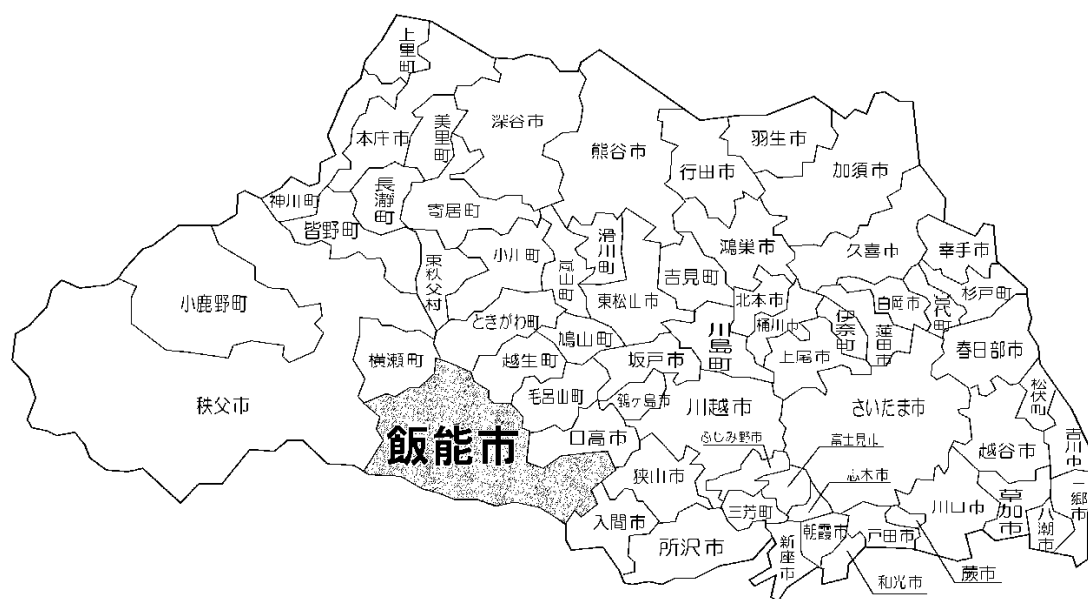 上里町
本庄市
美里町
深谷市
熊谷市
行田市
羽生市
加須市
神川町
長瀞町
皆野町
寄居町
小川町
嵐山町
滑川町
東秩父村
東松山市
吉見町
鴻巣市
北本市
桶川市
伊奈町
久喜市
白岡市
蓮田市
宮代町
幸手市
杉戸町
春日部市
小鹿野町
秩父市
横瀬町
ときがわ町
鳩山町
越生町
毛呂山町
坂戸市
鶴ヶ島市
川島町
川越市
上尾市
さいたま市
松伏町
吉川市
越谷市
飯能市
日高市
狭山市
入間市
所沢市
ふじみ野市
富士見市
志木市
三芳町
新座市
朝霞市
和光市
戸田市
蕨市
川口市
草加市
八潮市
三郷市